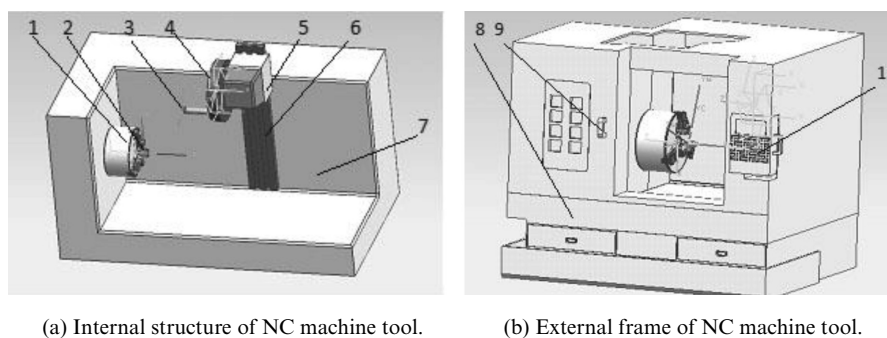 1 2 3 4 5 6
7
8 9
1
(a) Internal structure of NC machine tool.
(b) External frame of NC machine tool.